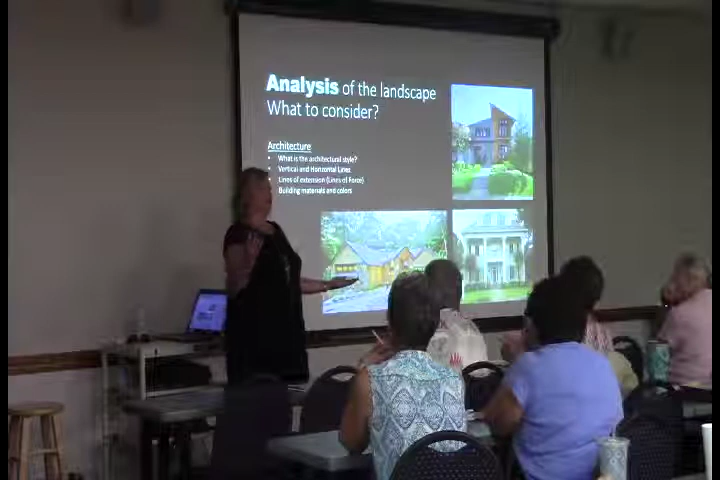 Analysis of the landscape
What to consider?
Architecture
• What is the architectural style?
• Vertical and Horizontal Lines
• Lines of extension (Lines of Force)
• Building materials and colors